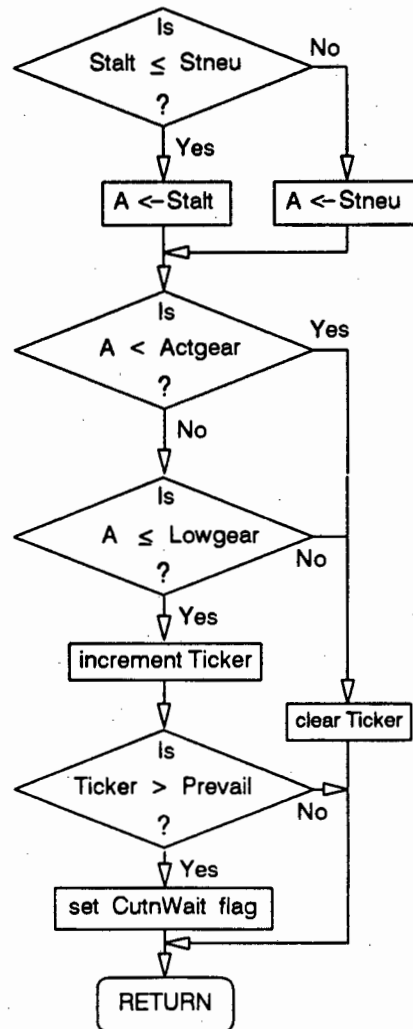 Is
Stalt ≤ Stneu
?
No
Yes
A <-Stalt
A <-Stneu
Is
A < Actgear
?
Yes
No
Is
A ≤ Lowgear
?
No
Yes
increment Ticker
clear Ticker
Is
Ticker > Prevail
?
No
Yes
set CutnWait flag
RETURN